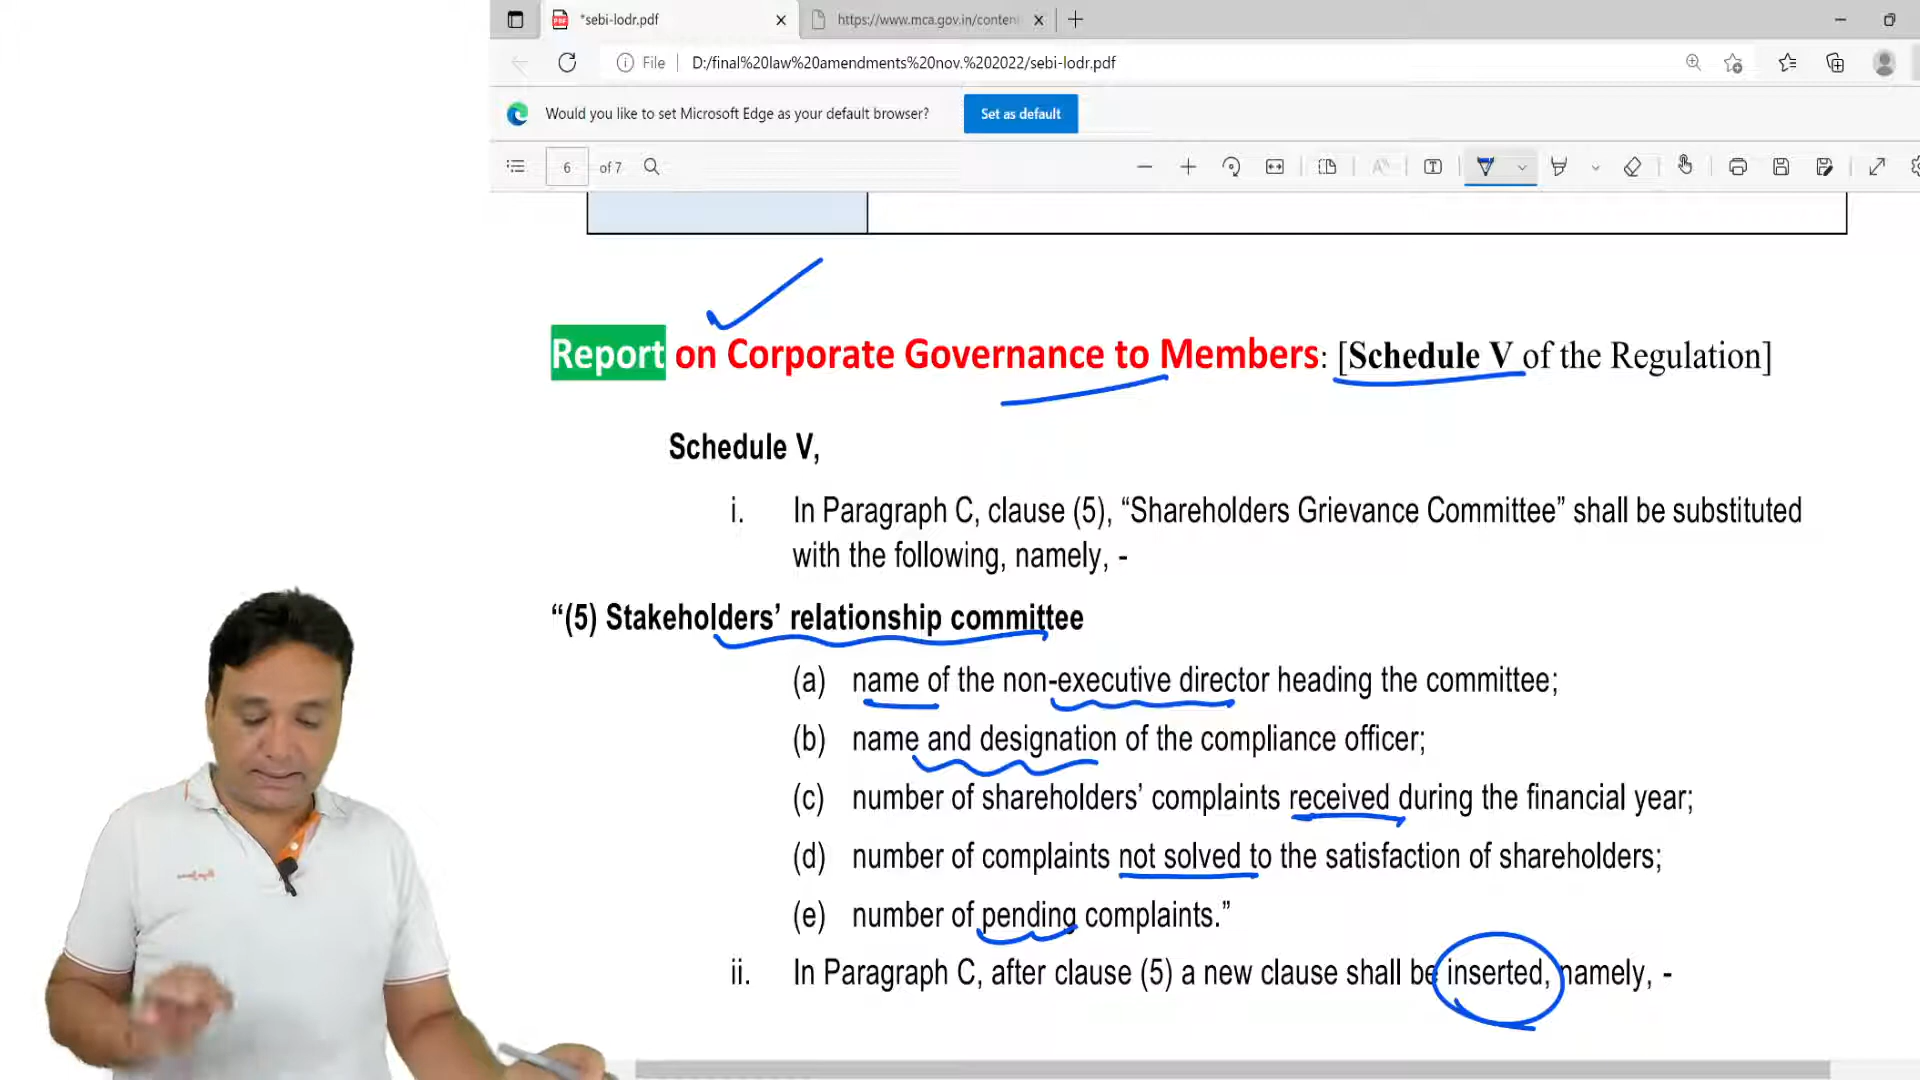 *sebi-lodr.pdf
https://www.mca.gov.in/conten
File D:/final%20law%20amendments%20nov.%202022/sebi-lodr.pdf
Would you like to set Microsoft Edge as your default browser? Set as default
6 of 7
Report on Corporate Governance to Members: [Schedule V of the Regulation]
Schedule V,
i. In Paragraph C, clause (5), “Shareholders Grievance Committee” shall be substituted
with the following, namely, -
“(5) Stakeholders’ relationship committee
(a) name of the non-executive director heading the committee;
(b) name and designation of the compliance officer;
(c) number of shareholders’ complaints received during the financial year;
(d) number of complaints not solved to the satisfaction of shareholders;
(e) number of pending complaints.”
ii. In Paragraph C, after clause (5) a new clause shall be inserted, namely, -